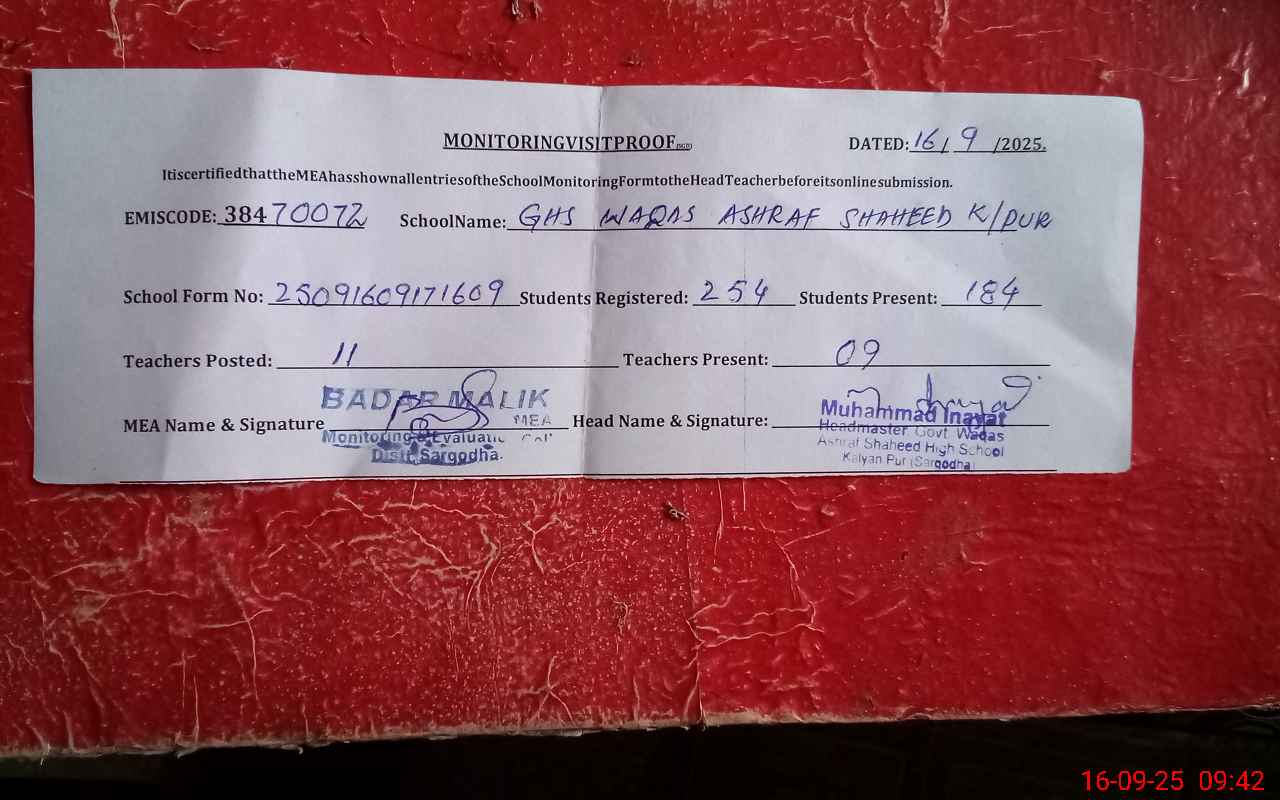 MONITORINGVISITPROOF(SGD) DATED: 16/9/2025.
ItiscertifiedthattheMEAhasshownallentriesoftheSchoolMonitoringFormtotheHeadTeacherbeforeitsonlinesubmission.
EMISCODE: 38470072 SchoolName: GHS WAQAS ASHRAF SHAHEED K/PUR
School Form No: 25091609171609 Students Registered: 254 Students Present: 184
Teachers Posted: 11 Teachers Present: 09
MEA Name & Signature Head Name & Signature:
BADAR MALIK
MEA
Monitoring & Evaluati
Distt. Sargodha.
Muhammad Inayat
Headmaster Govt. Waqas
Ashraf Shaheed High School
Kalyan Pur (Sargodha)
16-09-25 09:42